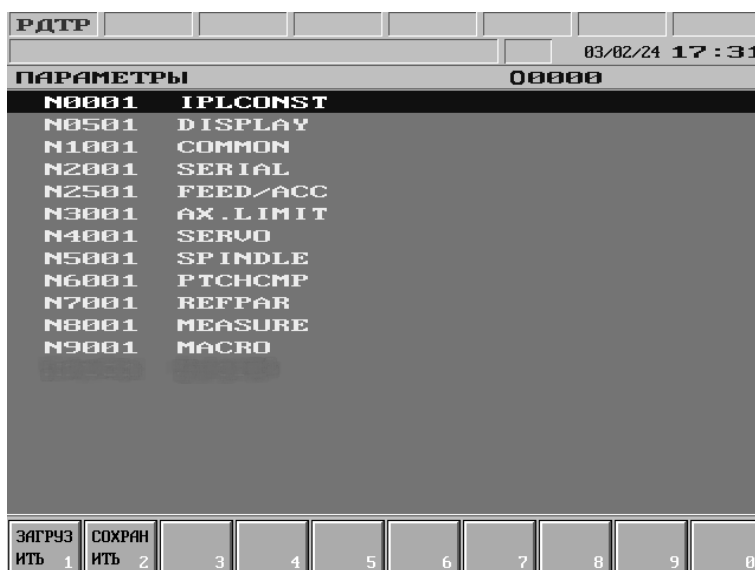 РДТР
03/02/24 17:31
ПАРАМЕТРЫ O0000
N0001 IPLCONST
N0501 DISPLAY
N1001 COMMON
N2001 SERIAL
N2501 FEED/ACC
N3001 AX.LIMIT
N4001 SERVO
N5001 SPINDLE
N6001 PTCHCMP
N7001 REFPAR
N8001 MEASURE
N9001 MACRO
ЗАГРУЗ СОХРАН
ИТЬ 1 ИТЬ 2 3 4 5 6 7 8 9 0